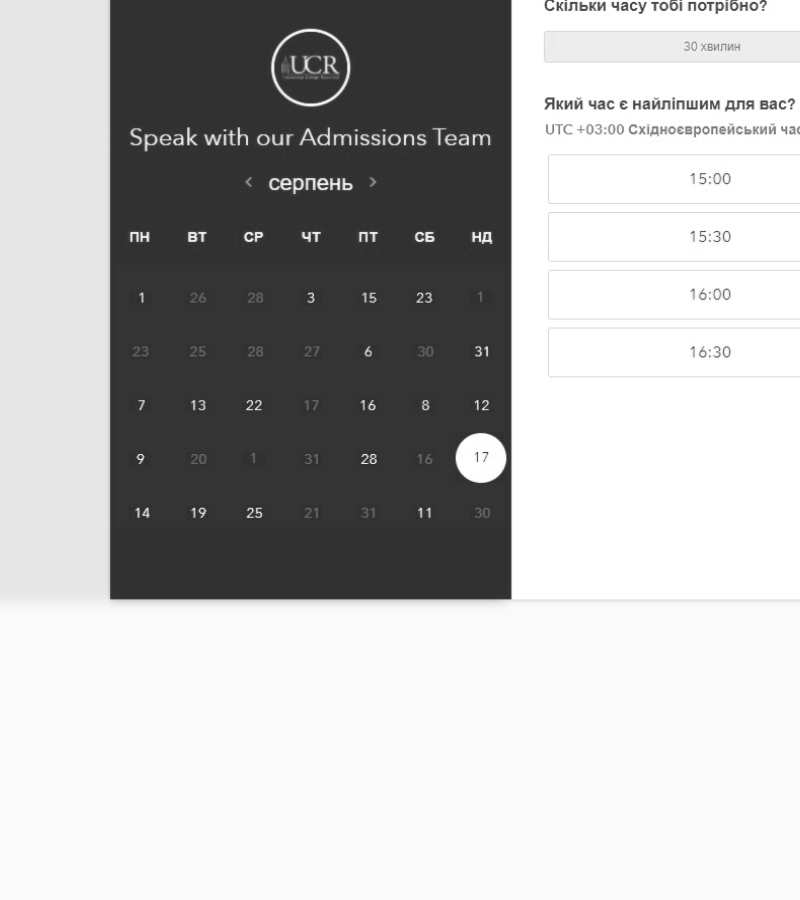 UCR
Speak with our Admissions Team
серпень
ПН ВТ СР ЧТ ПТ СБ НД
1 26 28 3 15 23 1
23 25 28 27 6 30 31
7 13 22 17 16 8 12
9 20 1 31 28 16 17
14 19 25 21 31 11 30
Скільки часу тобі потрібно?
30 хвилин
Який час є найліпшим для вас?
UTC +03:00 Східноєвропейський час
15:00
15:30
16:00
16:30